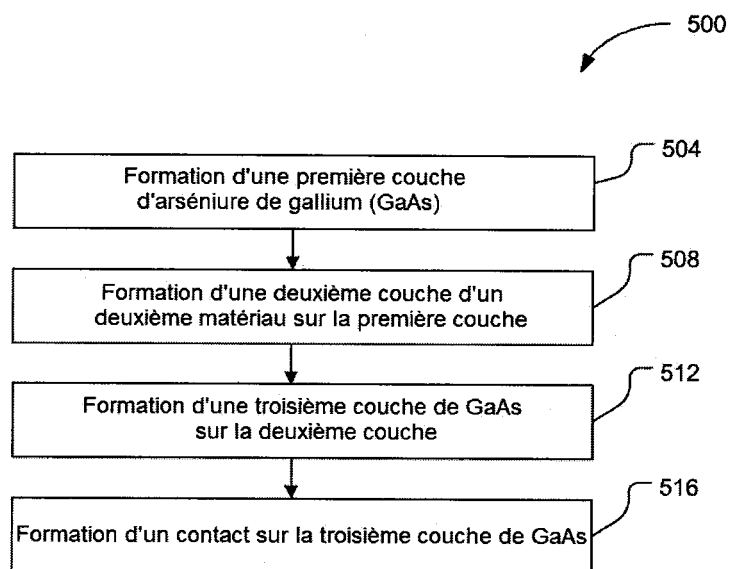 500
504
Formation d'une première couche
d'arséniure de gallium (GaAs)
508
Formation d'une deuxième couche d'un
deuxième matériau sur la première couche
512
Formation d'une troisième couche de GaAs
sur la deuxième couche
516
Formation d'un contact sur la troisième couche de GaAs